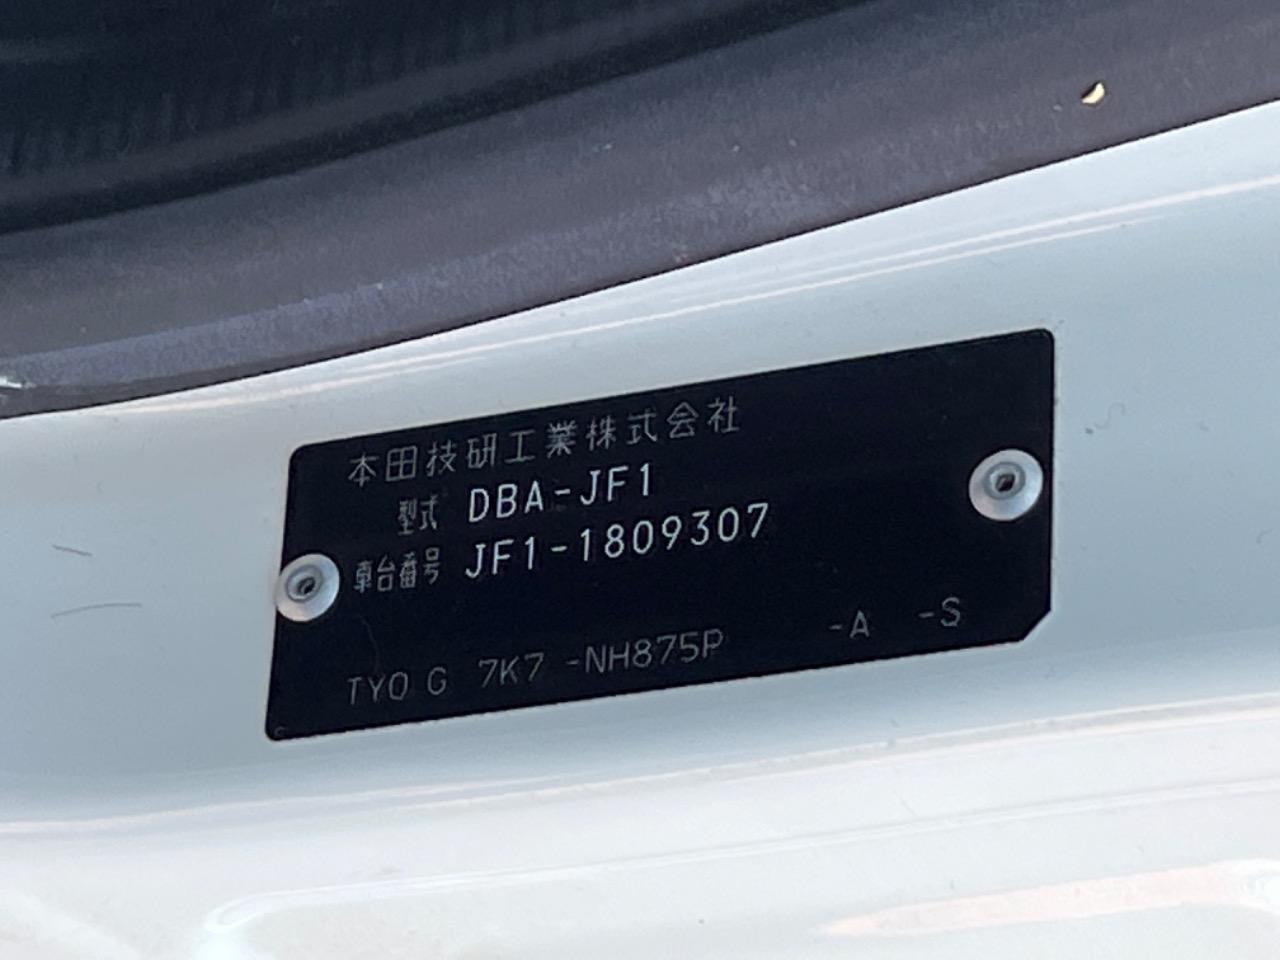 本田技研工業株式会社
型式 DBA-JF1
車台番号 JF1-1809307
TYO G 7K7 -NH875P -A -S